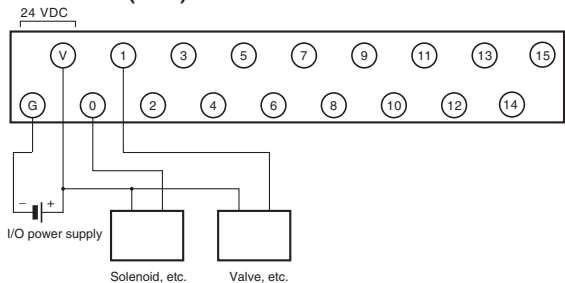 24 VDC
V 1 3 5 7 9 11 13 15
G 0 2 4 6 8 10 12 14
− +
I/O power supply
Solenoid, etc. Valve, etc.